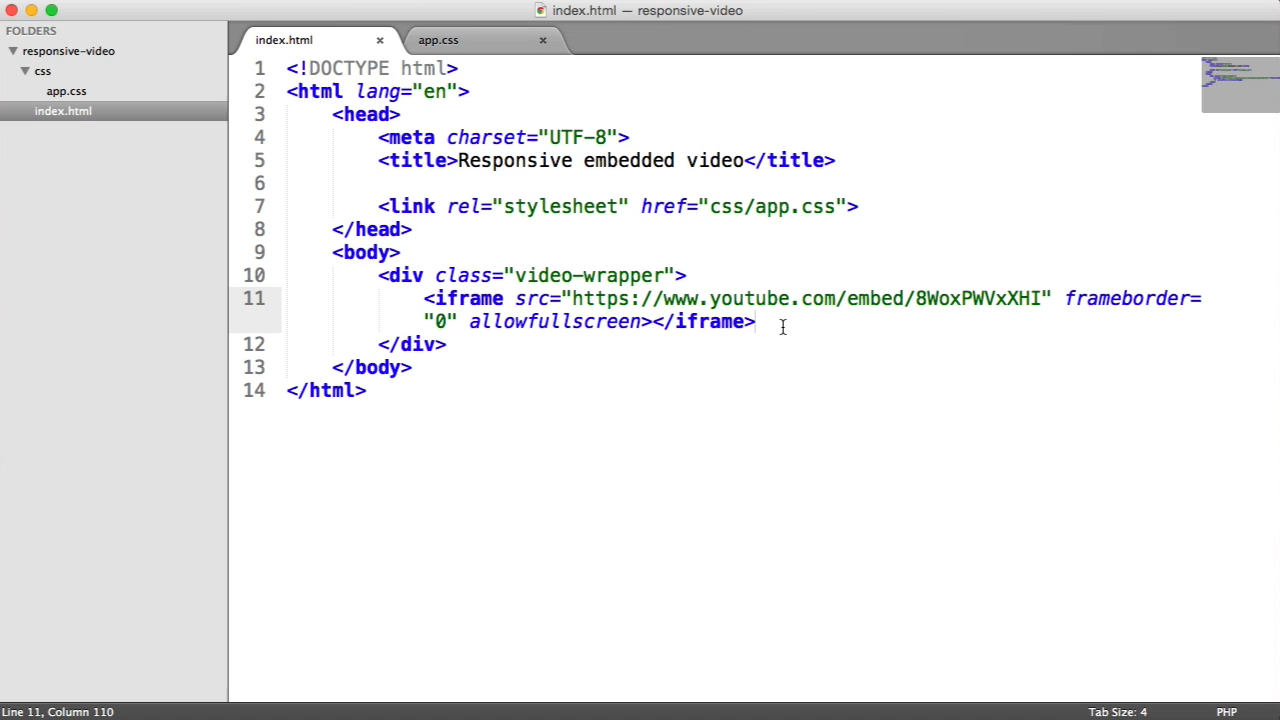 index.html — responsive-video
FOLDERS
responsive-video
css
app.css
index.html
index.html ×
app.css ×
1 <!DOCTYPE html>
2 <html lang="en">
3 <head>
4 <meta charset="UTF-8">
5 <title>Responsive embedded video</title>
6
7 <link rel="stylesheet" href="css/app.css">
8 </head>
9 <body>
10 <div class="video-wrapper">
11 <iframe src="https://www.youtube.com/embed/8WoxPWVxXHI" frameborder=
"0" allowfullscreen></iframe>
12 </div>
13 </body>
14 </html>
Line 11, Column 110
Tab Size: 4
PHP